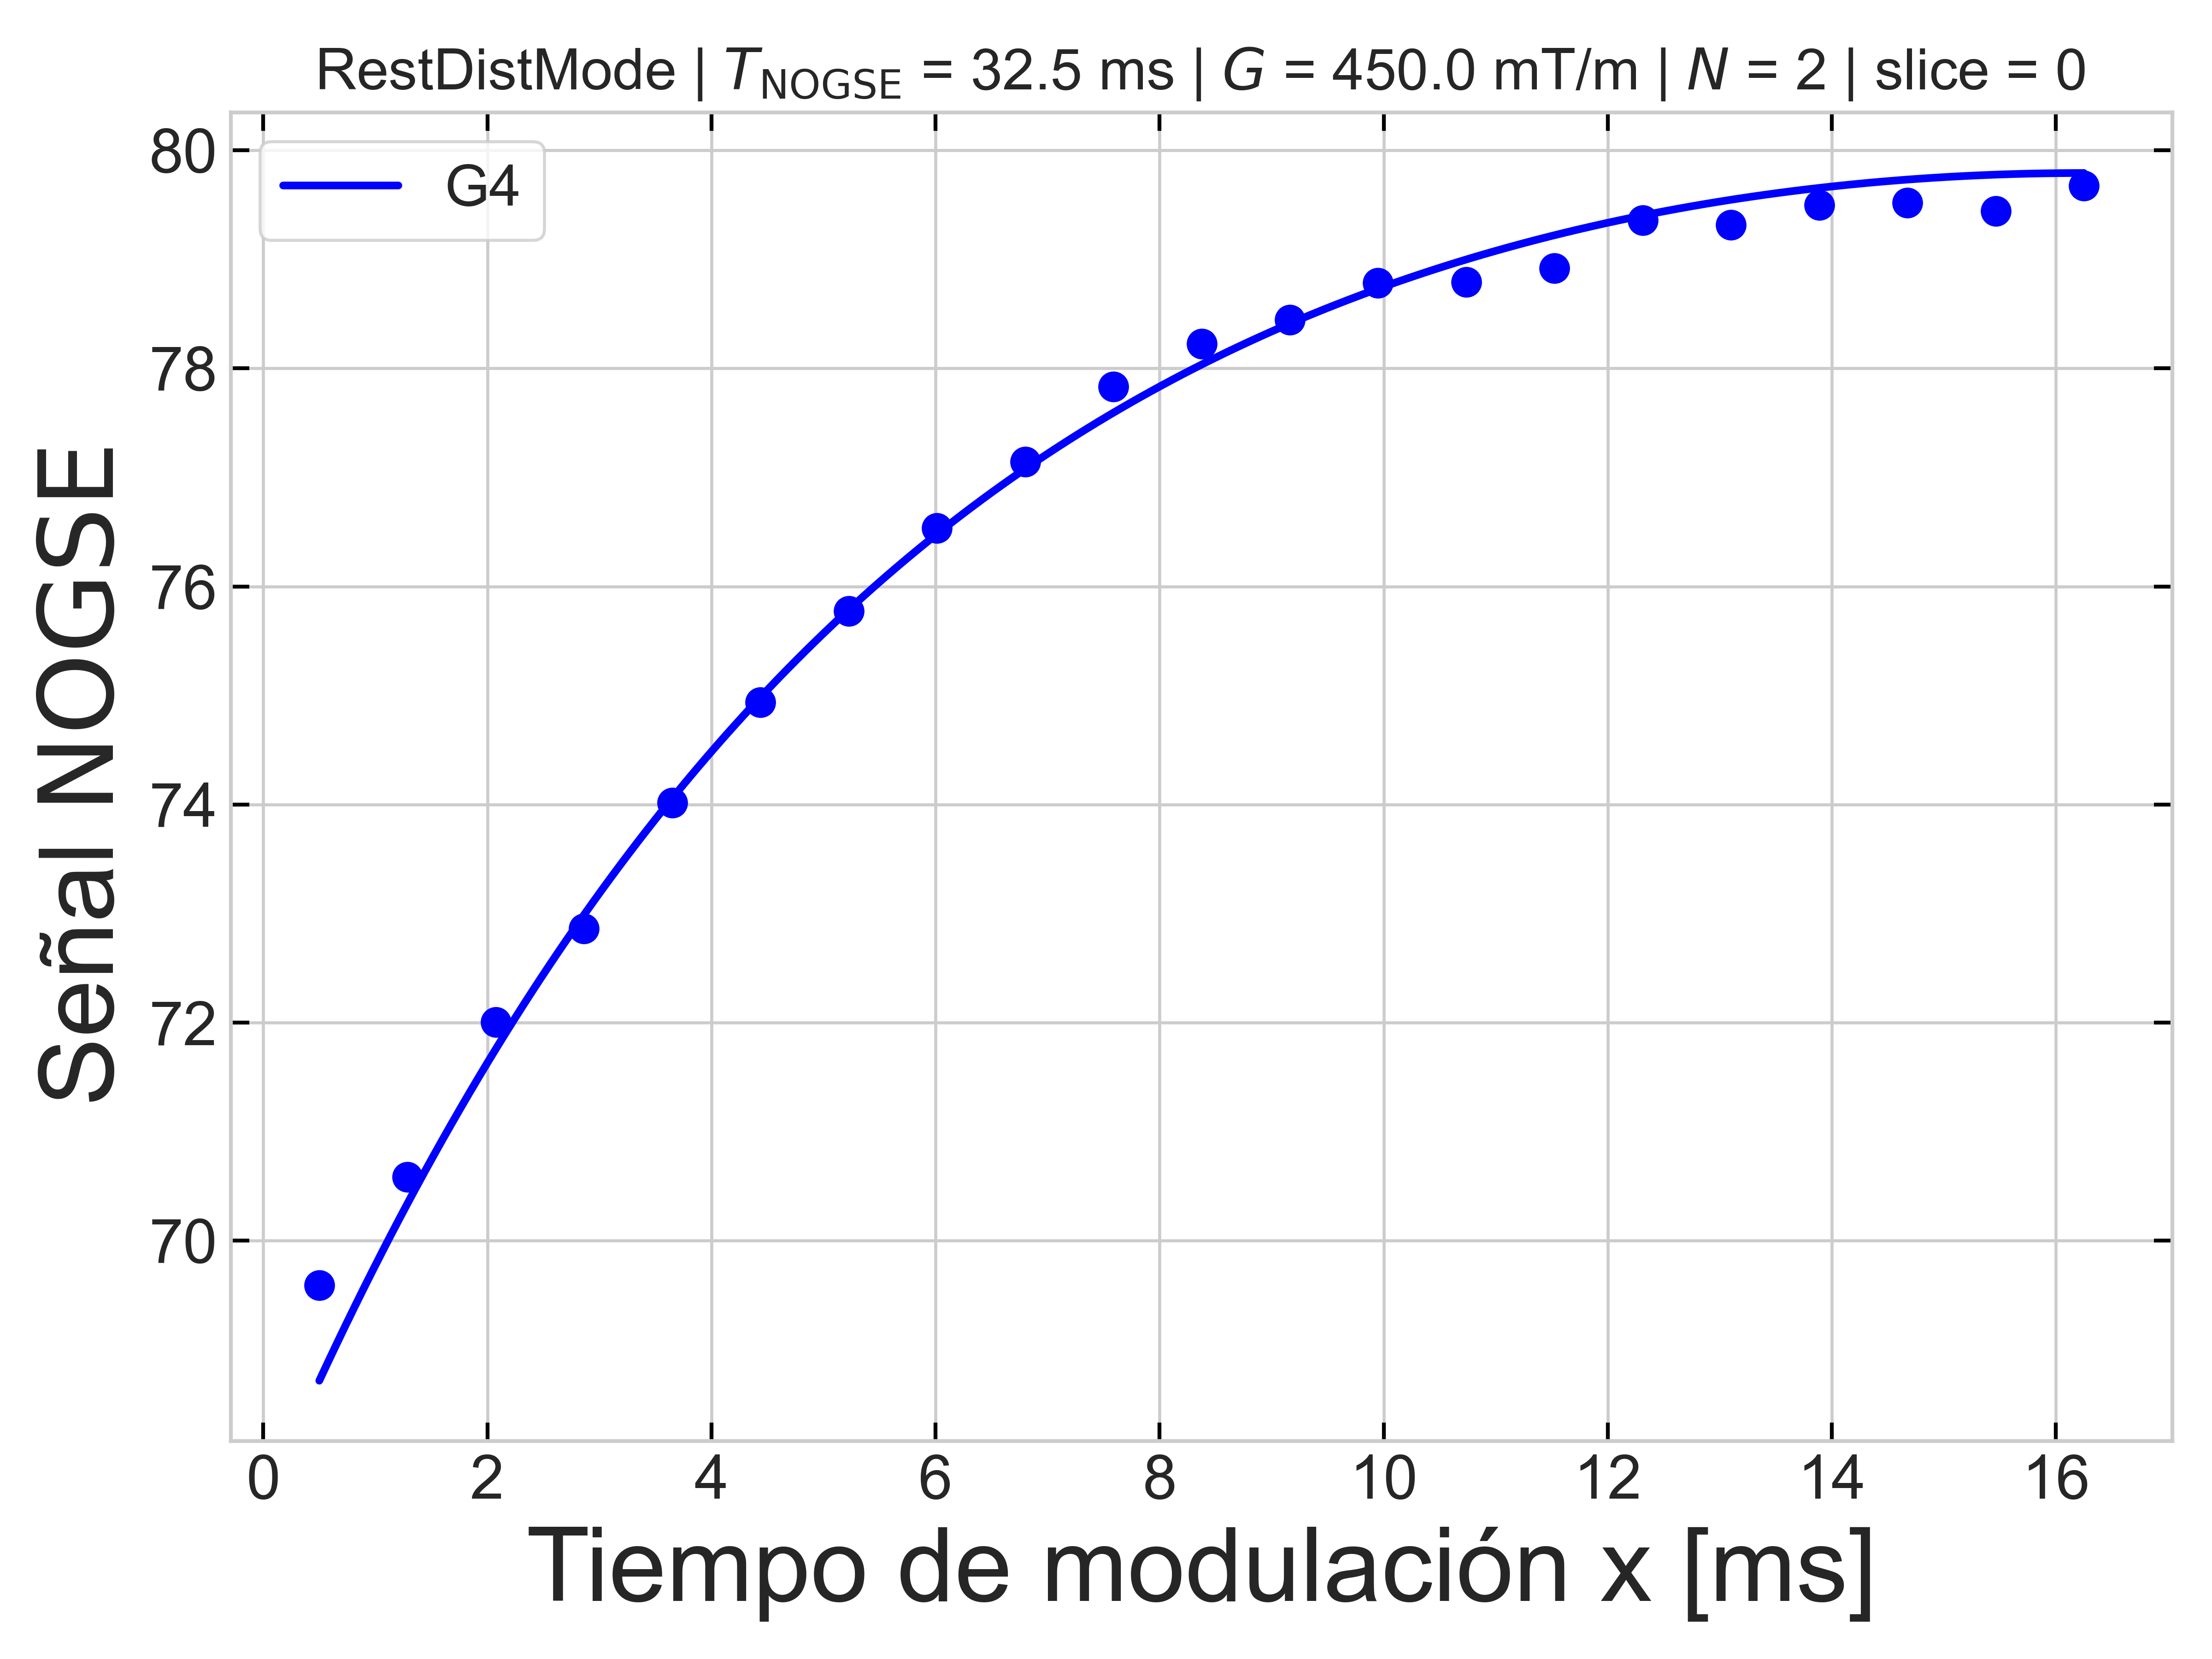 RestDistMode | T_NOGSE = 32.5 ms | G = 450.0 mT/m | N = 2 | slice = 0
G4
80
78
76
74
72
70
Señal NOGSE
0 2 4 6 8 10 12 14 16
Tiempo de modulación x [ms]